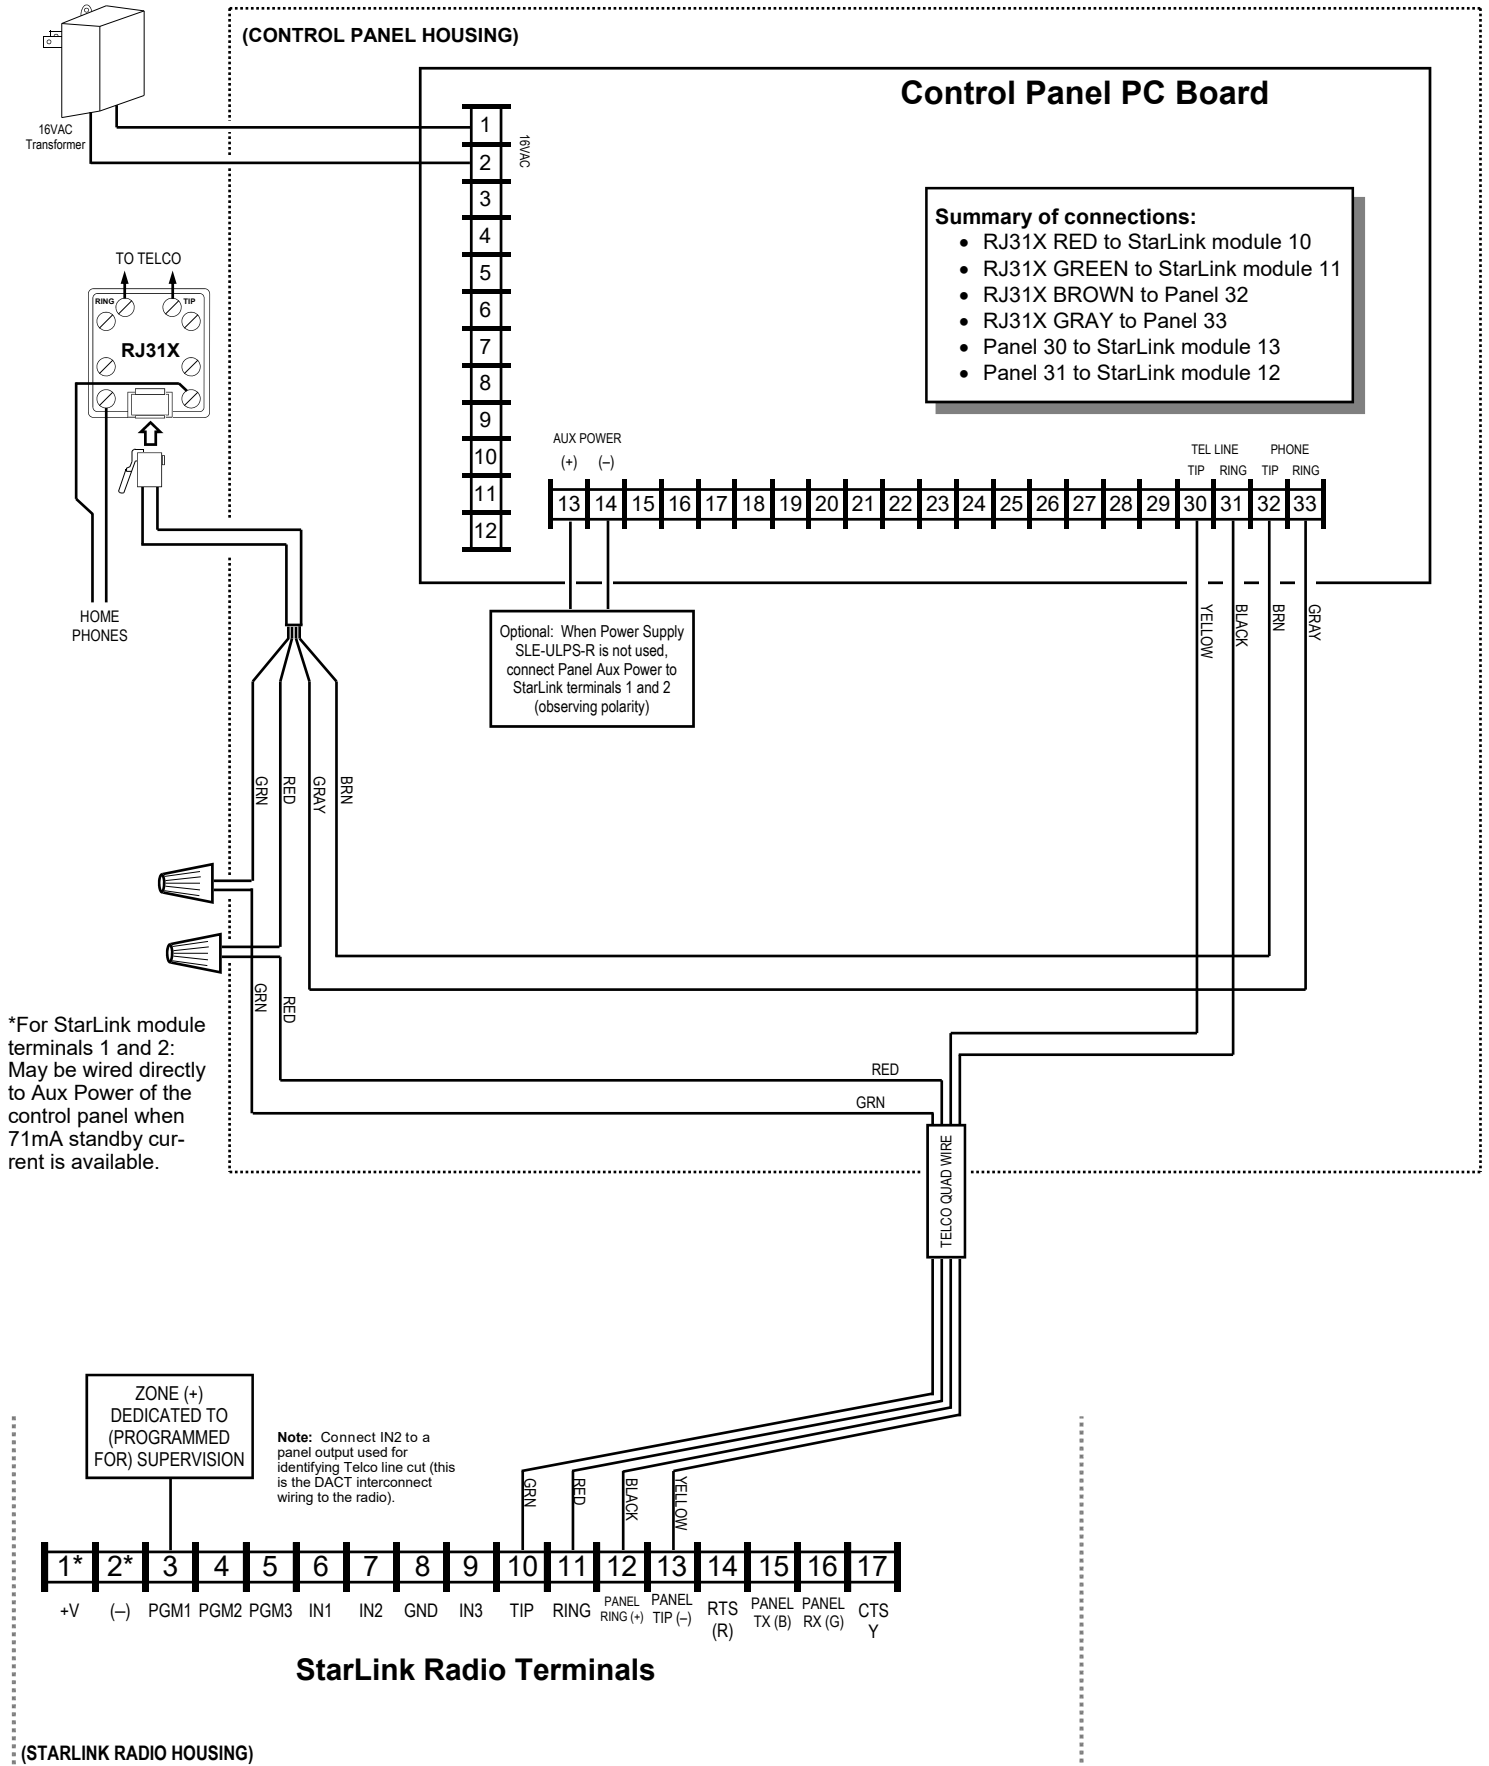 (CONTROL PANEL HOUSING)
Control Panel PC Board
16VAC
Transformer
1
2
3
4
5
6
7
8
9
10
11
12
16VAC
Summary of connections:
• RJ31X RED to StarLink module 10
• RJ31X GREEN to StarLink module 11
• RJ31X BROWN to Panel 32
• RJ31X GRAY to Panel 33
• Panel 30 to StarLink module 13
• Panel 31 to StarLink module 12
TO TELCO
RING TIP
RJ31X
HOME
PHONES
AUX POWER
(+) (–)
TEL LINE PHONE
TIP RING TIP RING
13 14 15 16 17 18 19 20 21 22 23 24 25 26 27 28 29 30 31 32 33
YELLOW BLACK BRN GRAY
Optional: When Power Supply
SLE-ULPS-R is not used,
connect Panel Aux Power to
StarLink terminals 1 and 2
(observing polarity)
GRN RED GRAY BRN
GRN RED
*For StarLink module
terminals 1 and 2:
May be wired directly
to Aux Power of the
control panel when
71mA standby cur-
rent is available.
RED
GRN
TELCO QUAD WIRE
ZONE (+)
DEDICATED TO
(PROGRAMMED
FOR) SUPERVISION
Note: Connect IN2 to a
panel output used for
identifying Telco line cut (this
is the DACT interconnect
wiring to the radio).
GRN RED BLACK YELLOW
1* 2* 3 4 5 6 7 8 9 10 11 12 13 14 15 16 17
+V (–) PGM1 PGM2 PGM3 IN1 IN2 GND IN3 TIP RING PANEL RING (+) PANEL TIP (–) RTS (R) PANEL TX (B) PANEL RX (G) CTS Y
StarLink Radio Terminals
(STARLINK RADIO HOUSING)